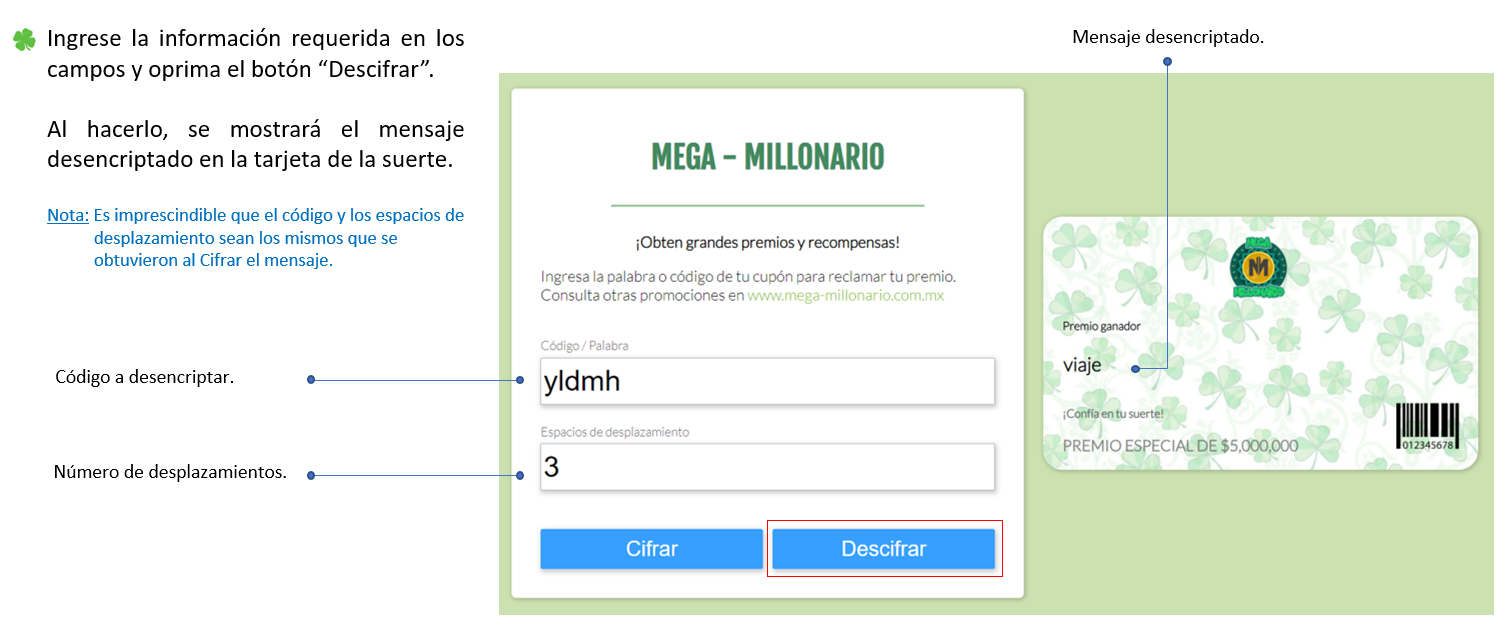 Ingrese la información requerida en los
campos y oprima el botón “Descifrar”.
Al hacerlo, se mostrará el mensaje
desencriptado en la tarjeta de la suerte.
Nota: Es imprescindible que el código y los espacios de
desplazamiento sean los mismos que se
obtuvieron al Cifrar el mensaje.
Código a desencriptar.
Número de desplazamientos.
MEGA – MILLONARIO
¡Obten grandes premios y recompensas!
Ingresa la palabra o código de tu cupón para reclamar tu premio.
Consulta otras promociones en www.mega-millonario.com.mx
Código / Palabra
yldmh
Espacios de desplazamiento
3
Cifrar
Descifrar
Mensaje desencriptado.
MEGA
M
MILLONARIO
Premio ganador
viaje
¡Confía en tu suerte!
PREMIO ESPECIAL DE $5,000,000
012345678